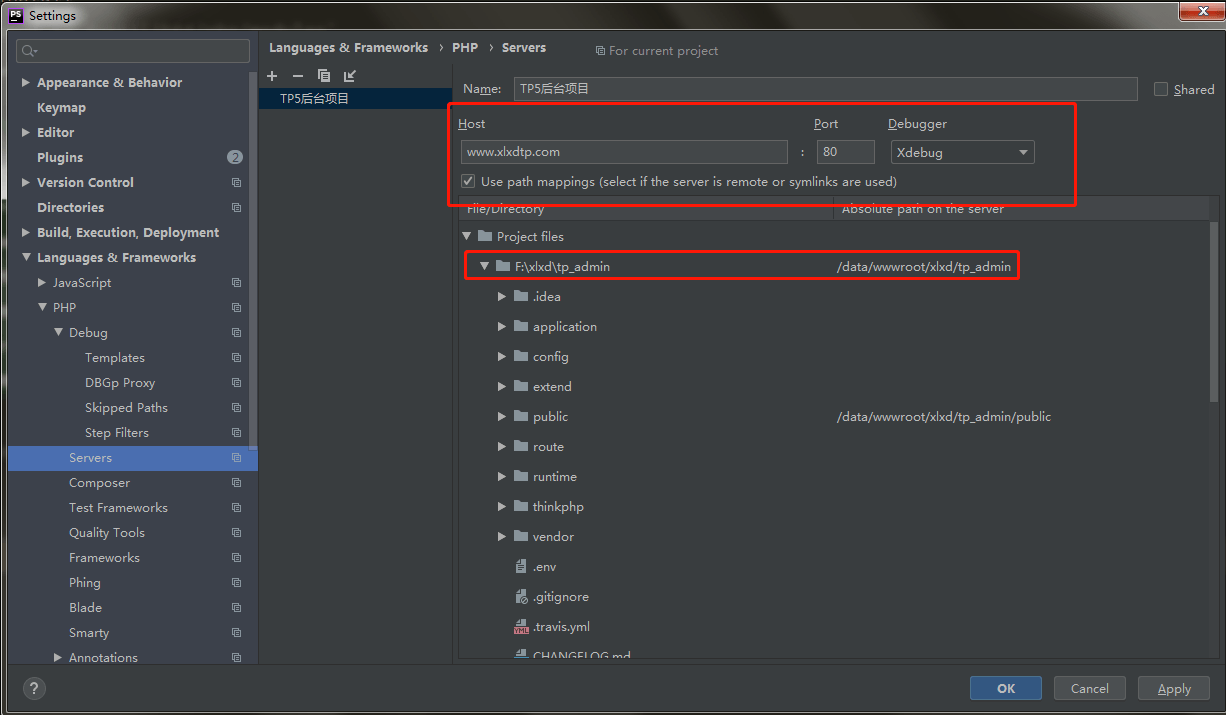 PS Settings
Languages & Frameworks › PHP › Servers For current project
Appearance & Behavior
Keymap
Editor
Plugins 2
Version Control
Directories
Build, Execution, Deployment
Languages & Frameworks
JavaScript
PHP
Debug
Templates
DBGp Proxy
Skipped Paths
Step Filters
Servers
Composer
Test Frameworks
Quality Tools
Frameworks
Phing
Blade
Smarty
Annotations
TP5后台项目
Name: TP5后台项目 Shared
Host Port Debugger
www.xlxdtp.com : 80 Xdebug
Use path mappings (select if the server is remote or symlinks are used)
File/Directory Absolute path on the server
Project files
F:\xlxd\tp_admin /data/wwwroot/xlxd/tp_admin
.idea
application
config
extend
public /data/wwwroot/xlxd/tp_admin/public
route
runtime
thinkphp
vendor
.env
.gitignore
YML .travis.yml
CHANGELOG.md
? OK Cancel Apply